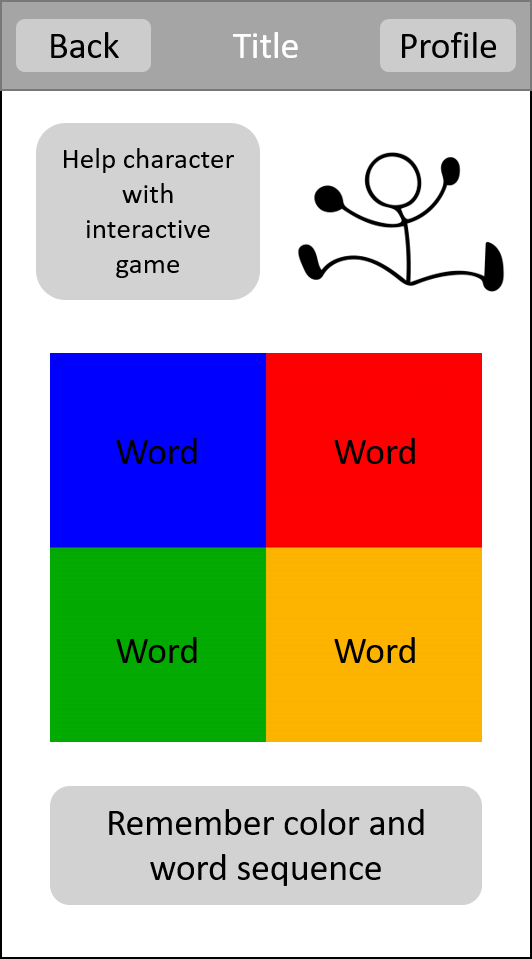 Back Title Profile
Help character
with
interactive
game
Word Word
Word Word
Remember color and
word sequence